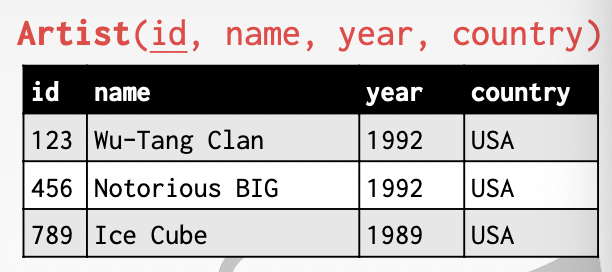 Artist(id, name, year, country)
id name year country
123 Wu-Tang Clan 1992 USA
456 Notorious BIG 1992 USA
789 Ice Cube 1989 USA